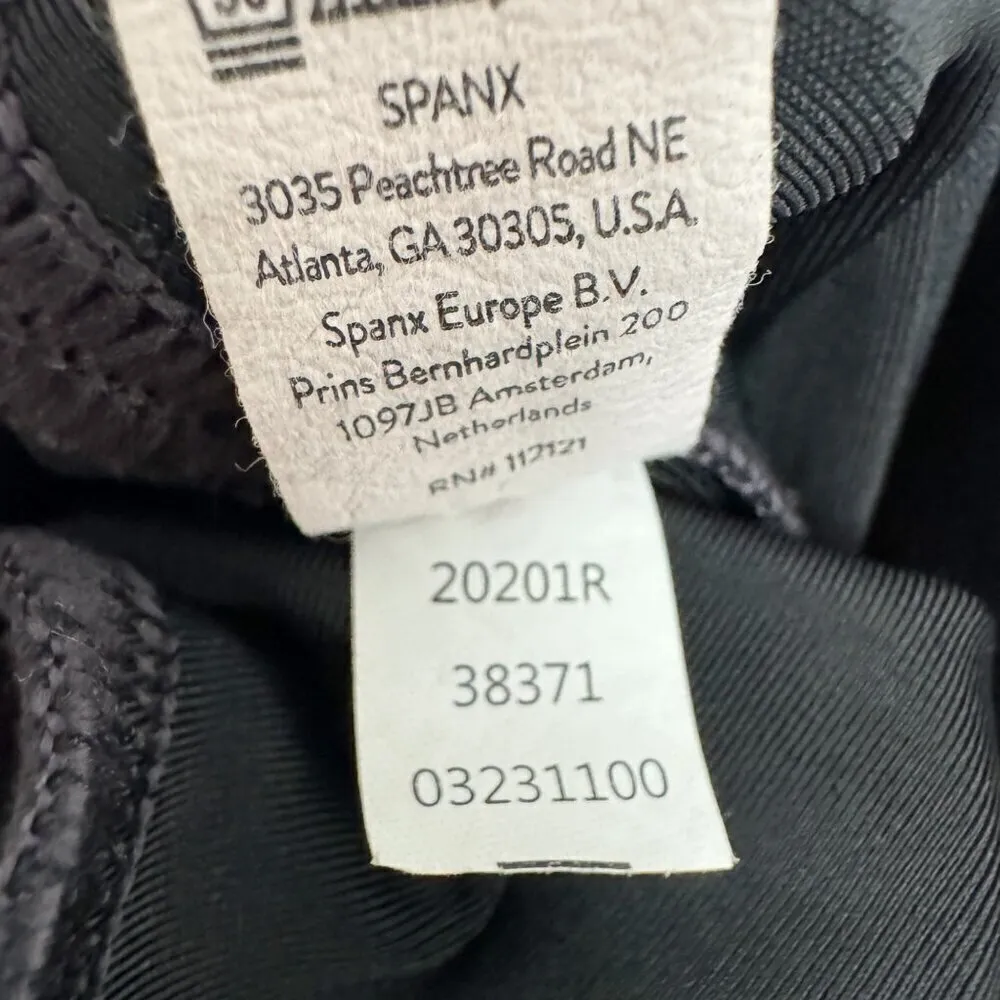 SPANX
3035 Peachtree Road NE
Atlanta, GA 30305, U.S.A.
Spanx Europe B.V.
Prins Bernhardplein 200
1097JB Amsterdam,
Netherlands
RN# 112121
20201R
38371
03231100